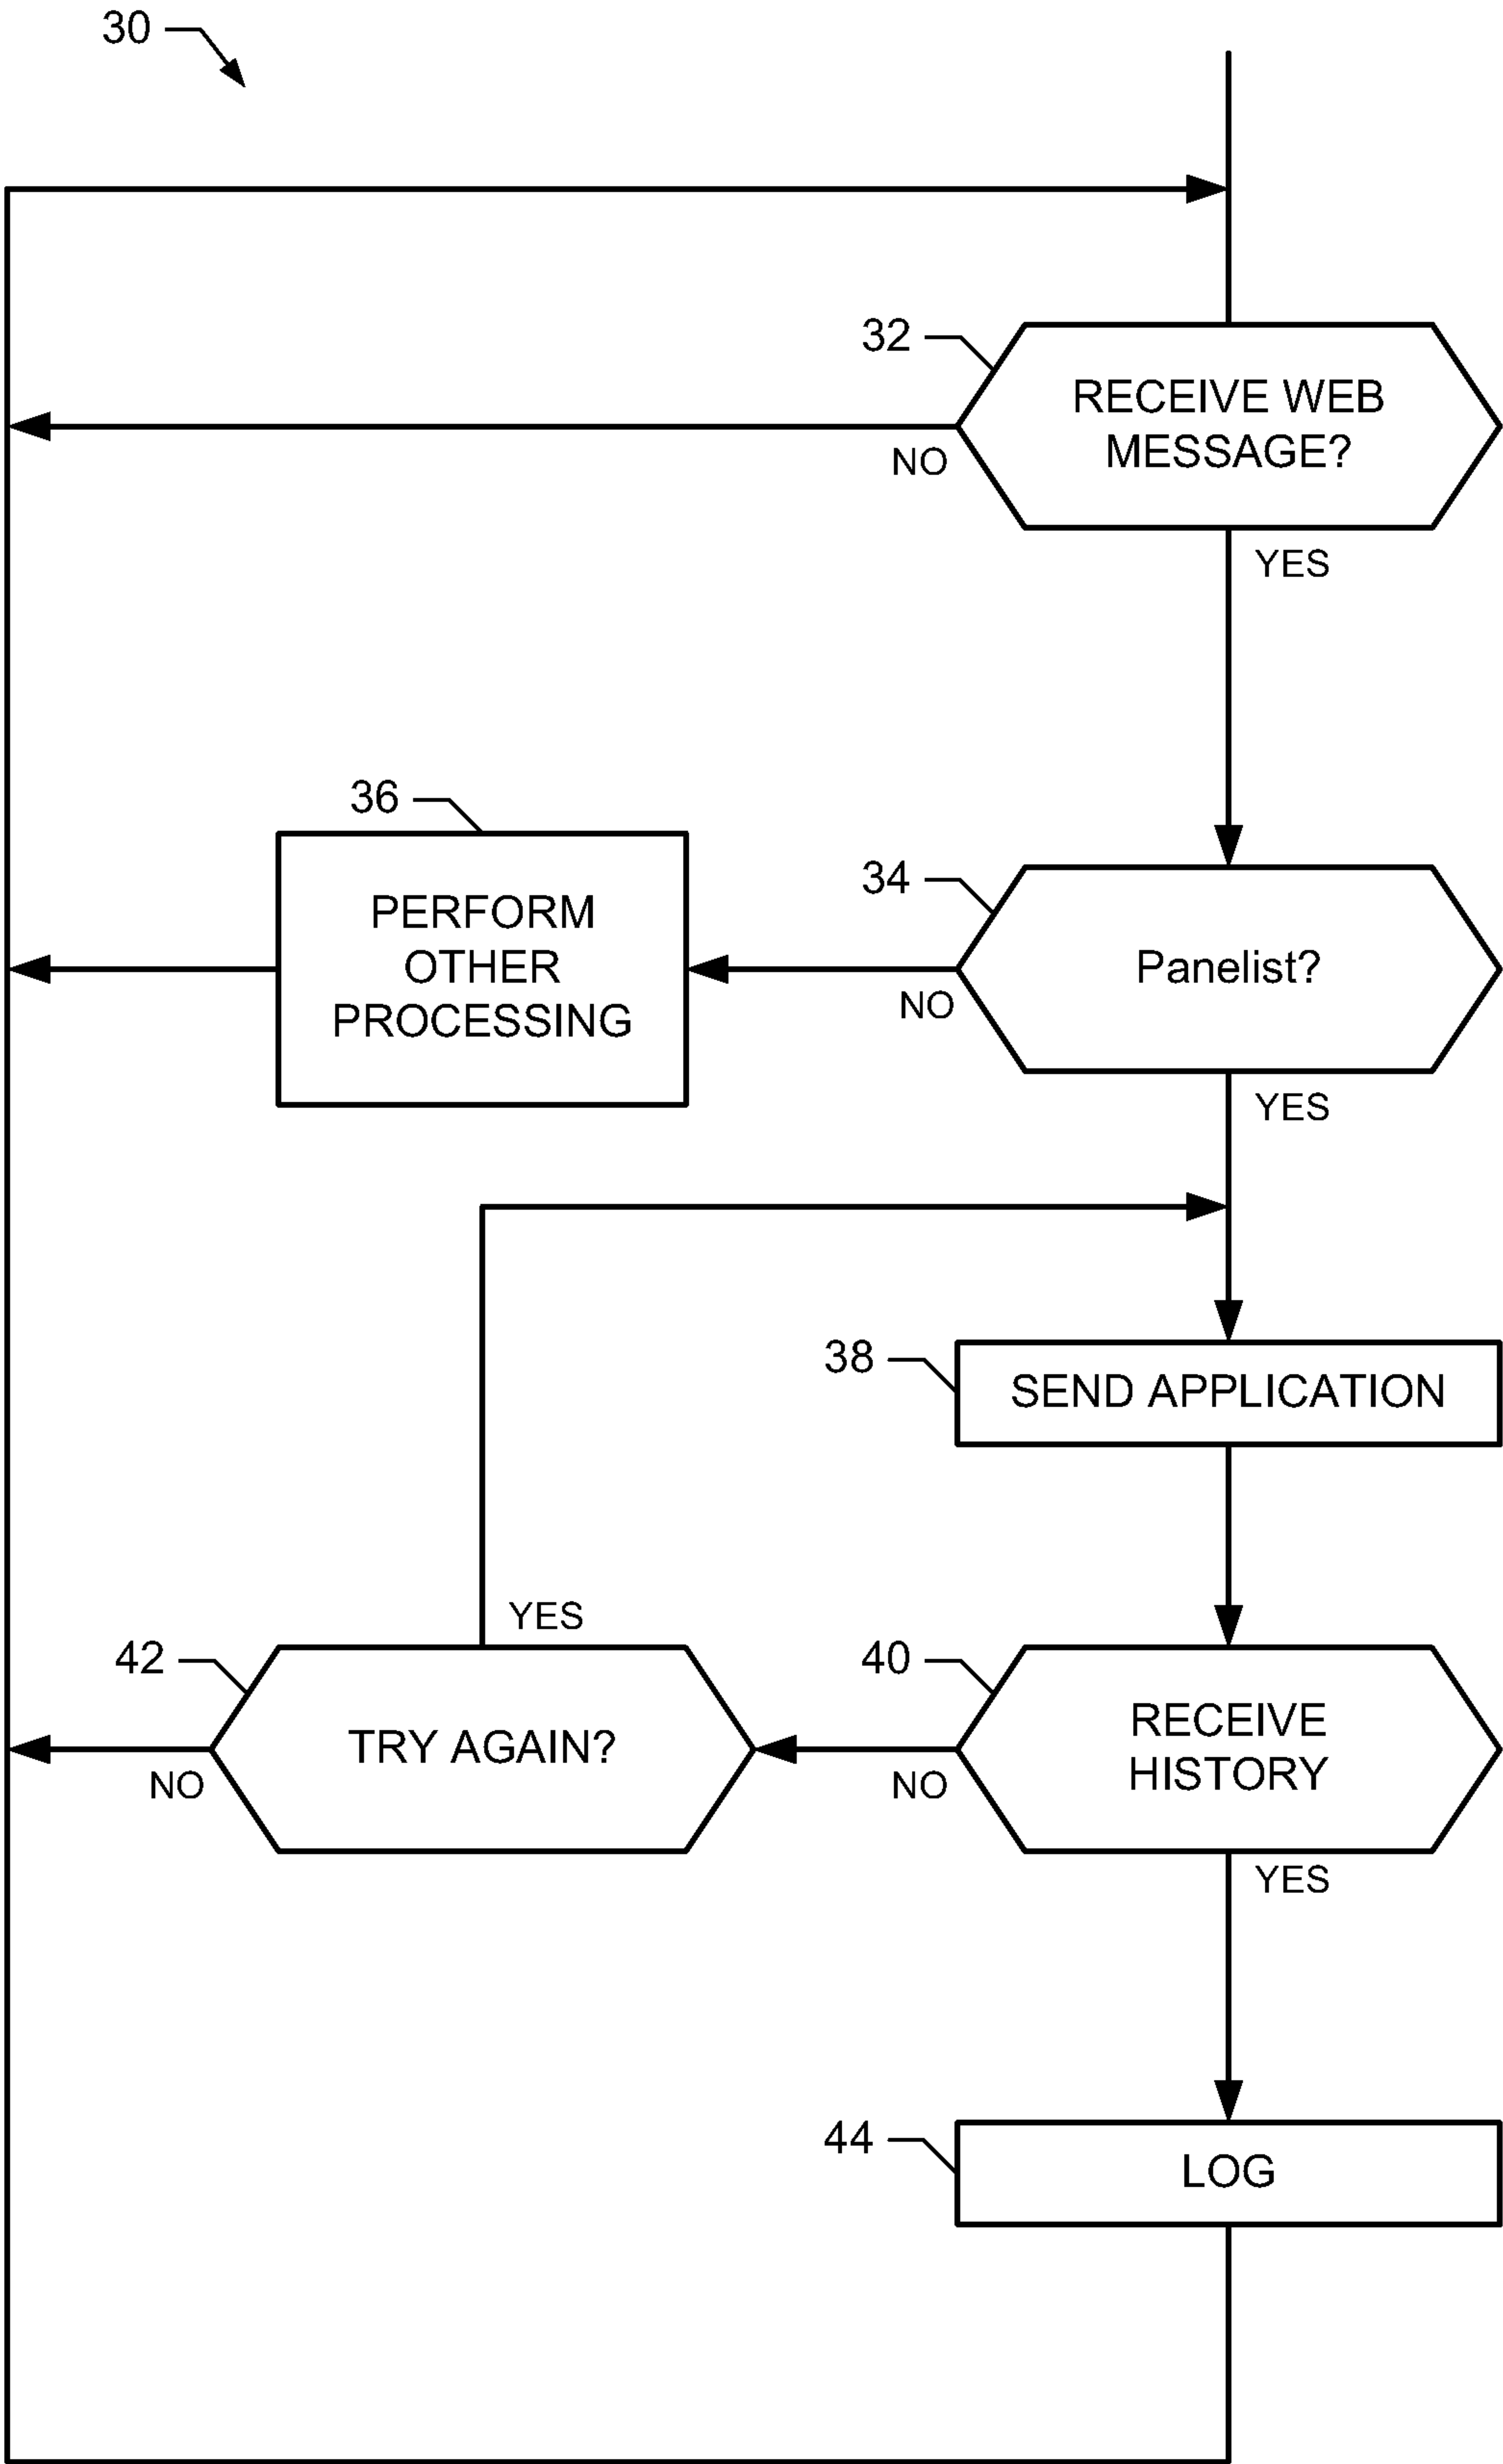 30
32
RECEIVE WEB
MESSAGE?
NO
YES
36
PERFORM
OTHER
PROCESSING
34
Panelist?
NO
YES
38
SEND APPLICATION
YES
42
TRY AGAIN?
NO
40
RECEIVE
HISTORY
NO
YES
44
LOG